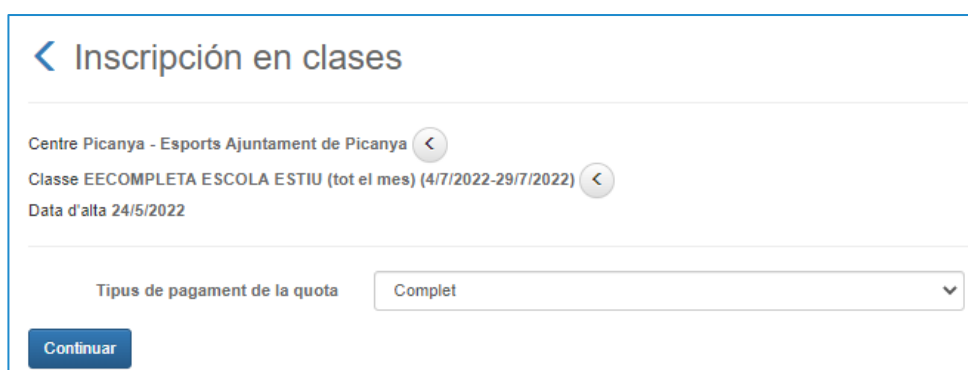 Inscripción en clases
Centre Picanya - Esports Ajuntament de Picanya
Classe EECOMPLETA ESCOLA ESTIU (tot el mes) (4/7/2022-29/7/2022)
Data d'alta 24/5/2022
Tipus de pagament de la quota Complet
Continuar